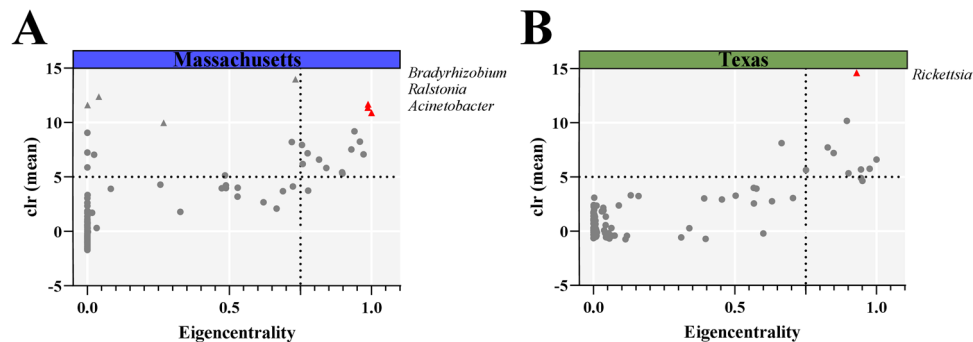 A
Massachusetts
15
10
5
0
-5
clr (mean)
0.0
0.5
1.0
Eigencentrality
Bradyrhizobium
Ralstonia
Acinetobacter
B
Texas
15
10
5
0
-5
clr (mean)
0.0
0.5
1.0
Eigencentrality
Rickettsia